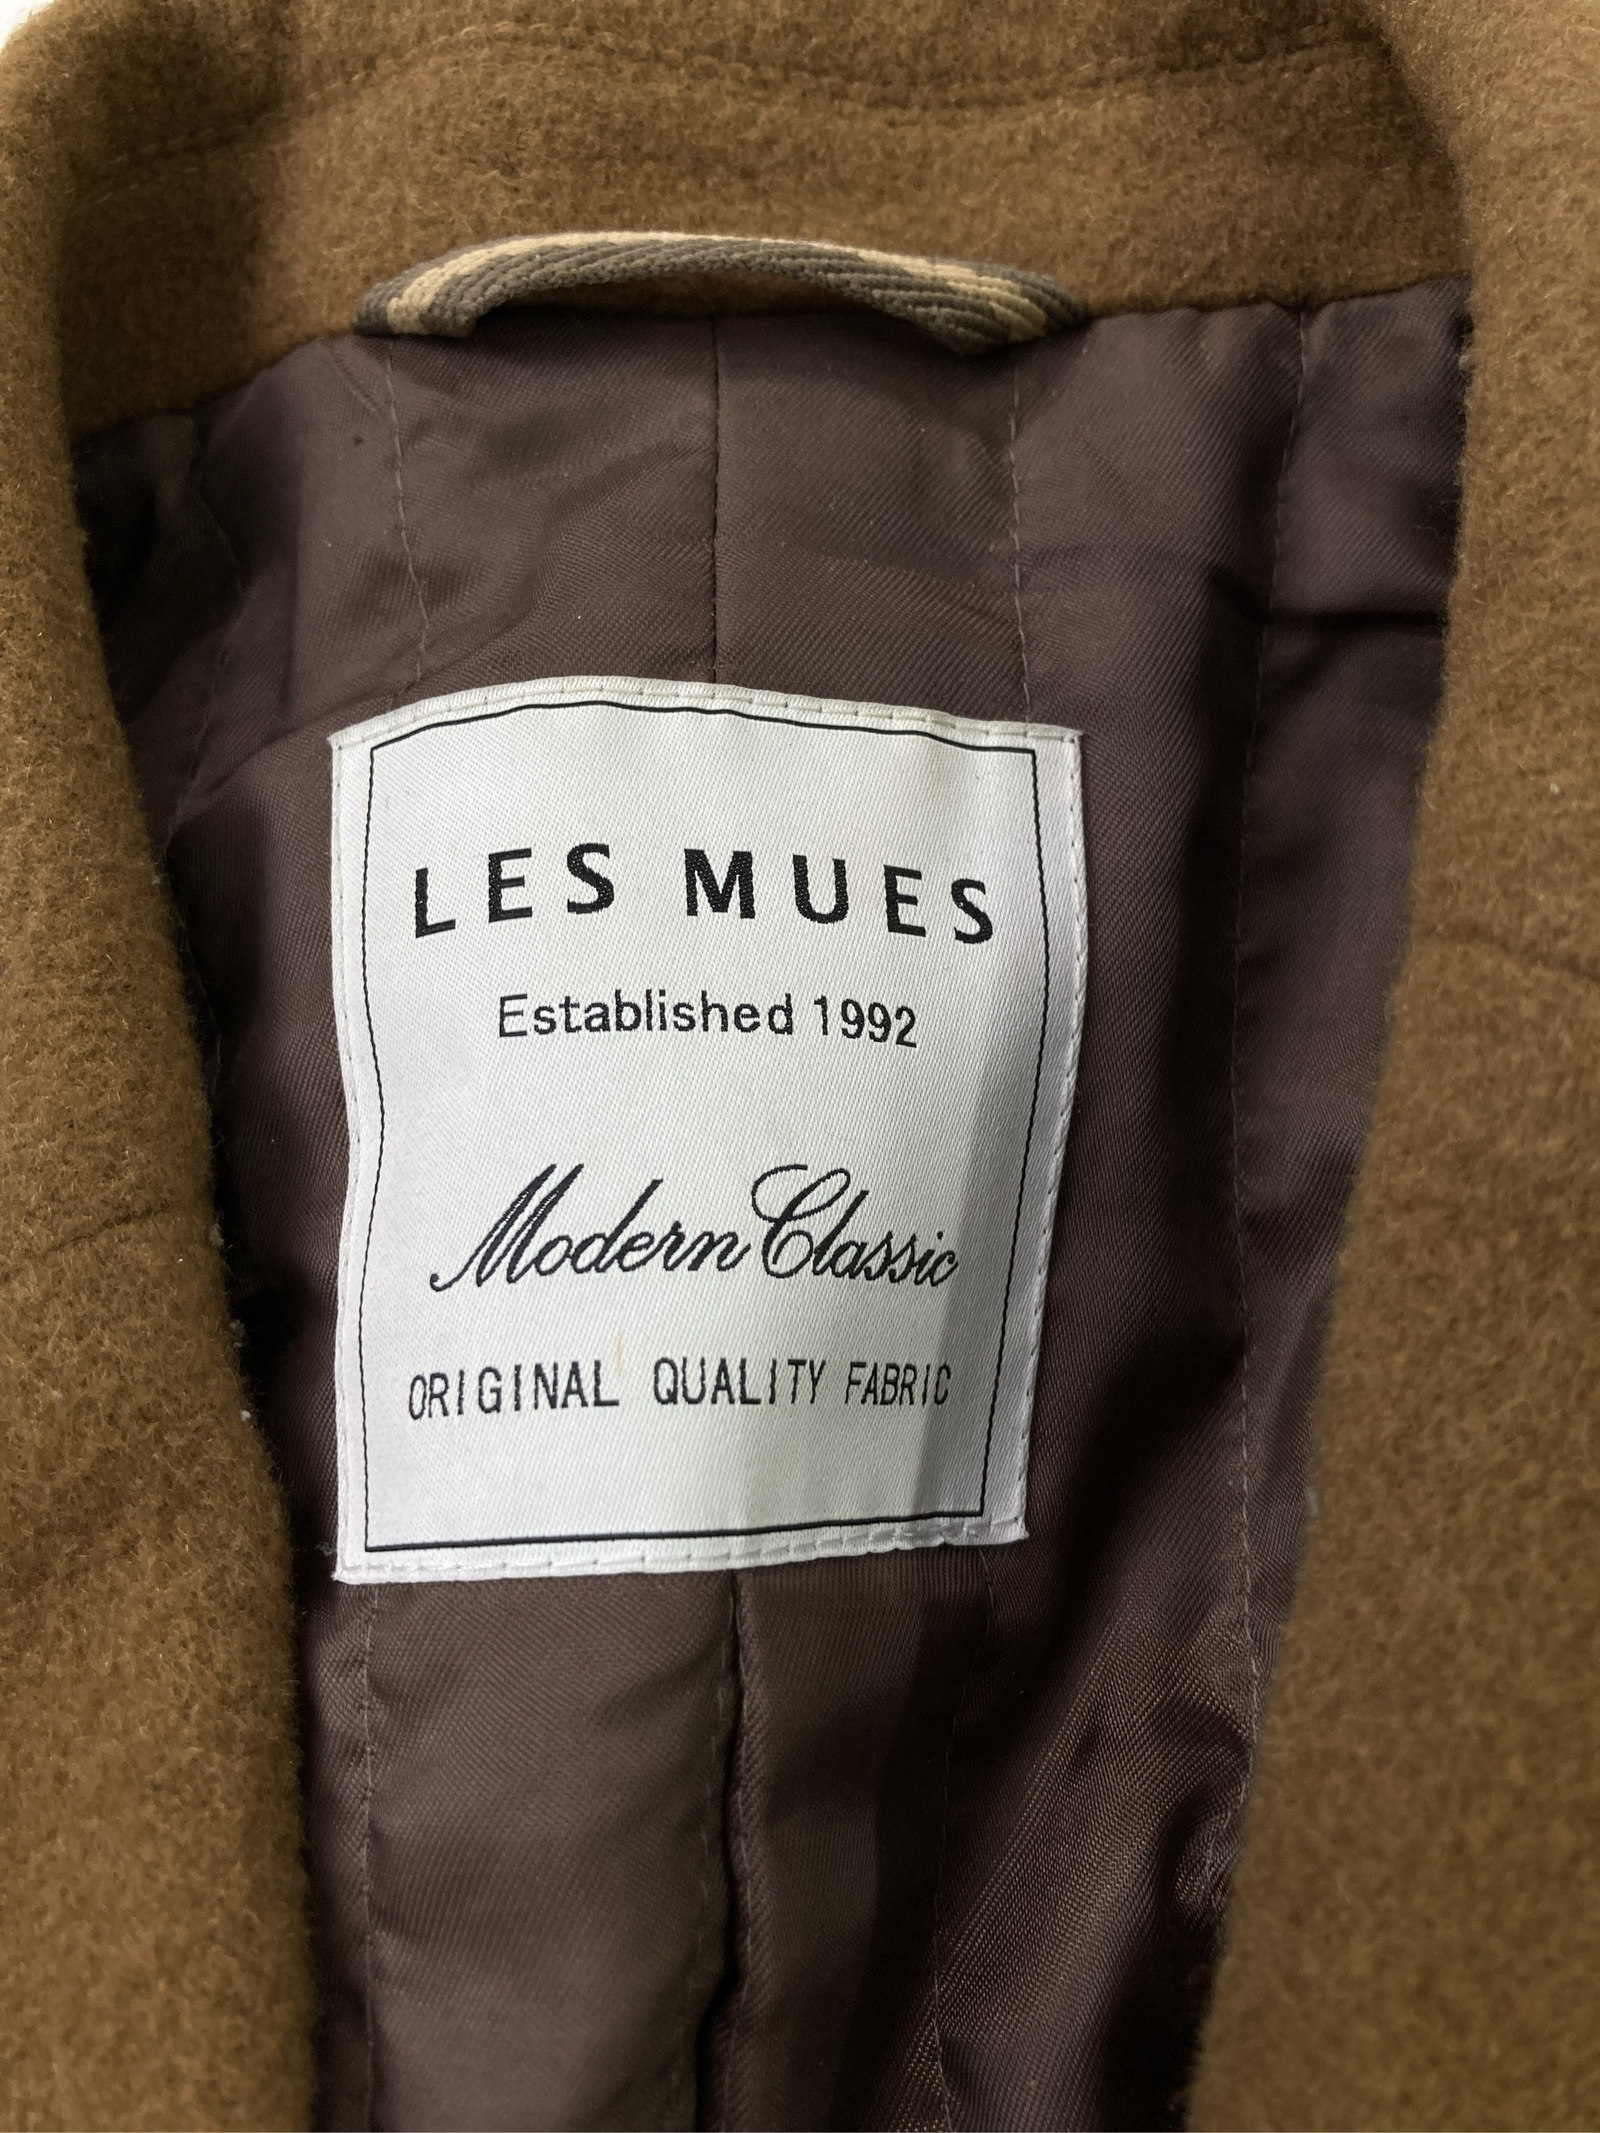 LES MUES
Established 1992
Modern Classic
ORIGINAL QUALITY FABRIC